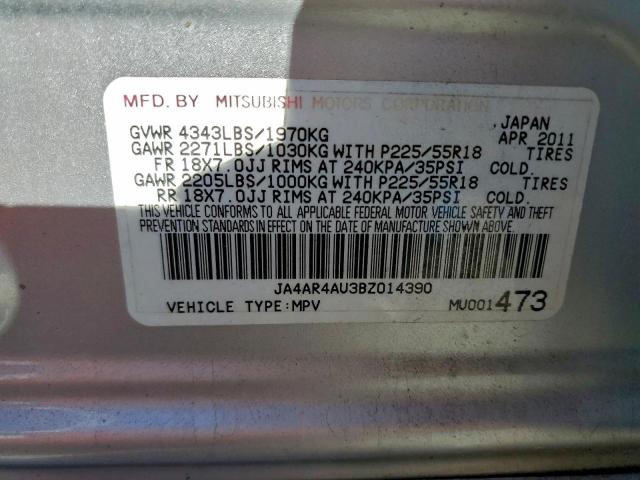 MFD. BY MITSUBISHI MOTORS CORPORATION
JAPAN
GVWR 4343LBS/1970KG APR 2011
GAWR 2271LBS/1030KG WITH P225/55R18 TIRES
FR 18X7.0JJ RIMS AT 240KPA/35PSI COLD.
GAWR 2205LBS/1000KG WITH P225/55R18 TIRES
RR 18X7.0JJ RIMS AT 240KPA/35PSI COLD.
THIS VEHICLE CONFORMS TO ALL APPLICABLE FEDERAL MOTOR VEHICLE SAFETY AND THEFT
PREVENTION STANDARDS IN EFFECT ON THE DATE OF MANUFACTURE SHOWN ABOVE.
JA4AR4AU3BZ014390
VEHICLE TYPE:MPV MU001473